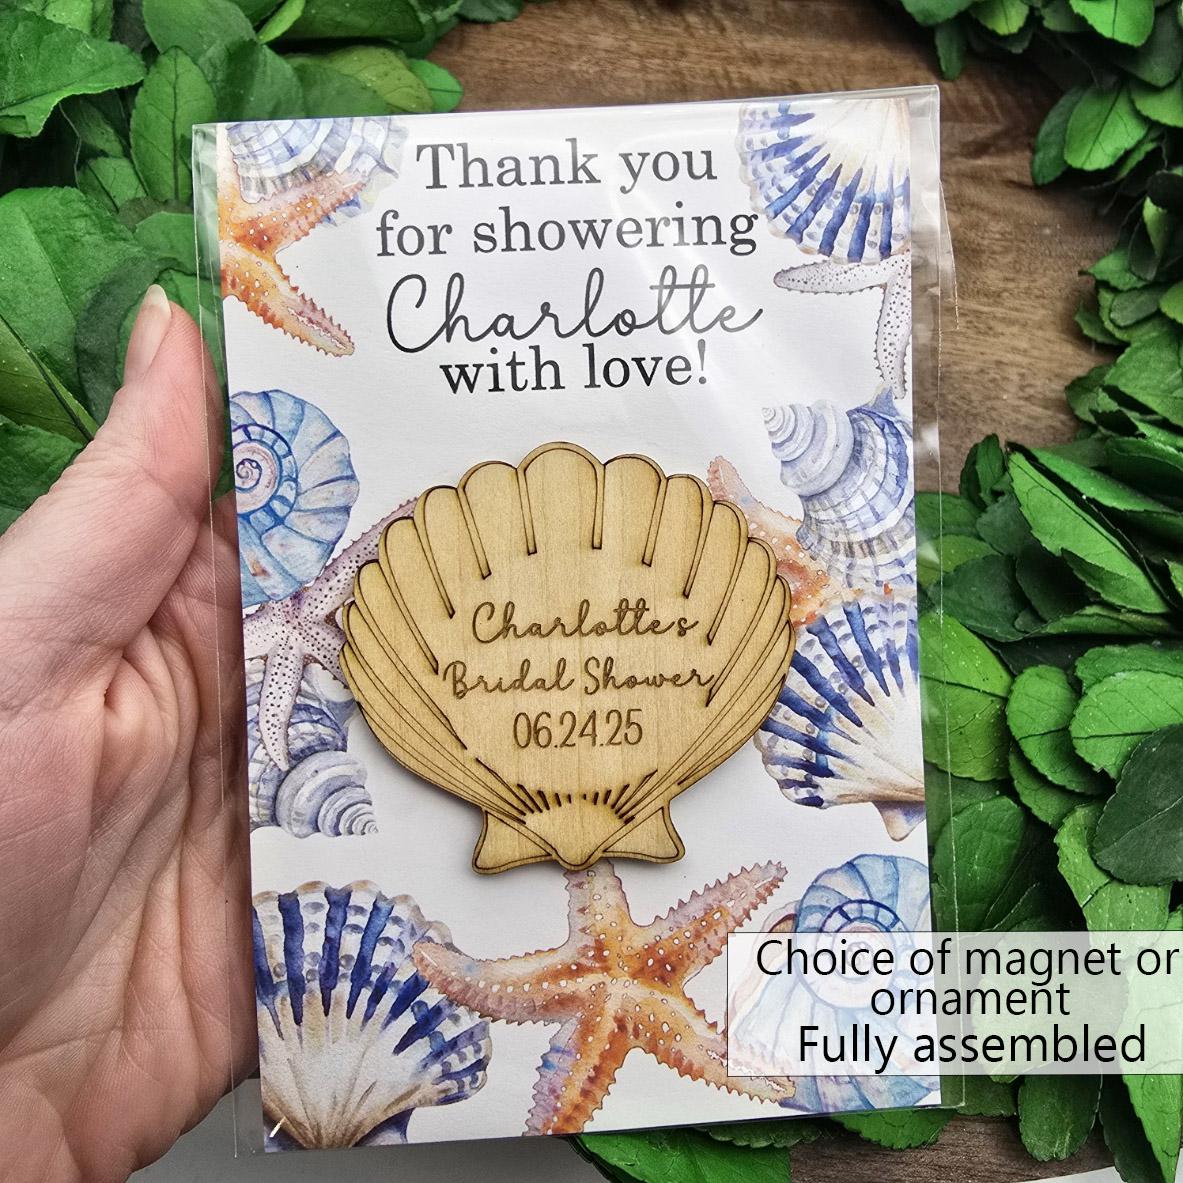 Thank you
for showering
Charlotte
with love!
Charlotte's
Bridal Shower
06.24.25
Choice of magnet or
ornament
Fully assembled